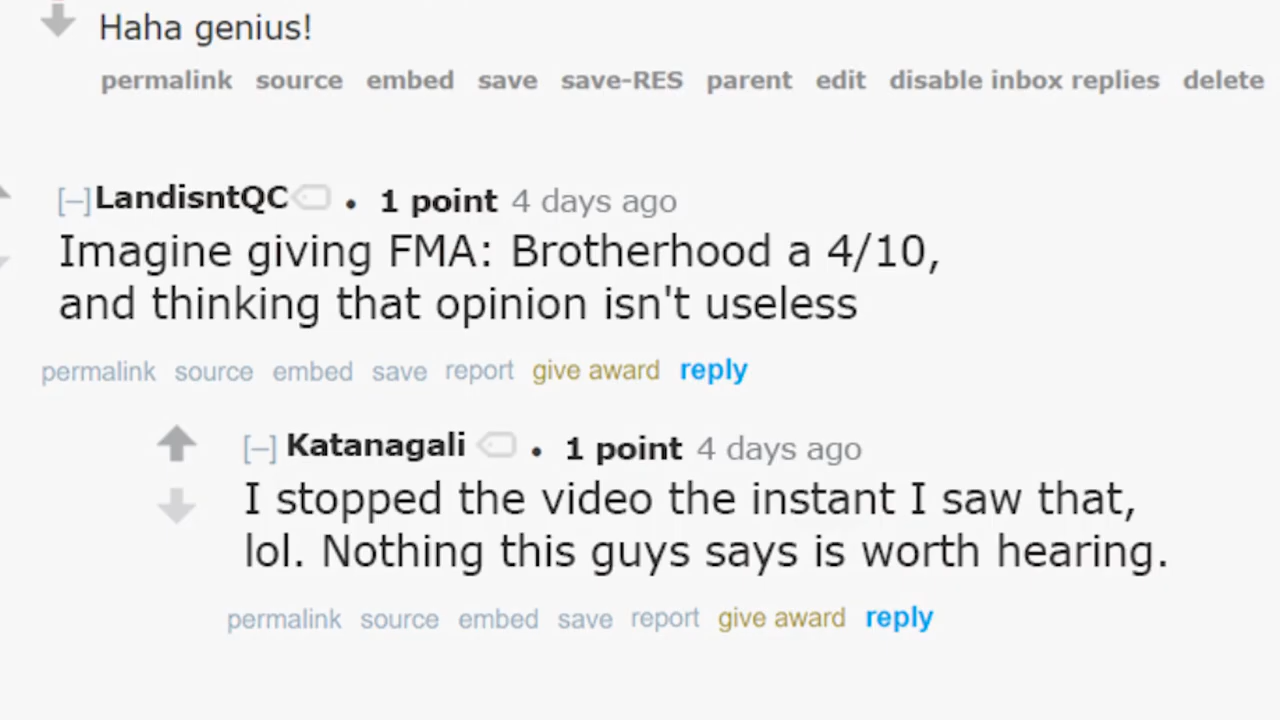 Haha genius!
permalink source embed save save-RES parent edit disable inbox replies delete
[–]LandisntQC • 1 point 4 days ago
Imagine giving FMA: Brotherhood a 4/10,
and thinking that opinion isn't useless
permalink source embed save report give award reply
[–] Katanagali • 1 point 4 days ago
I stopped the video the instant I saw that,
lol. Nothing this guys says is worth hearing.
permalink source embed save report give award reply